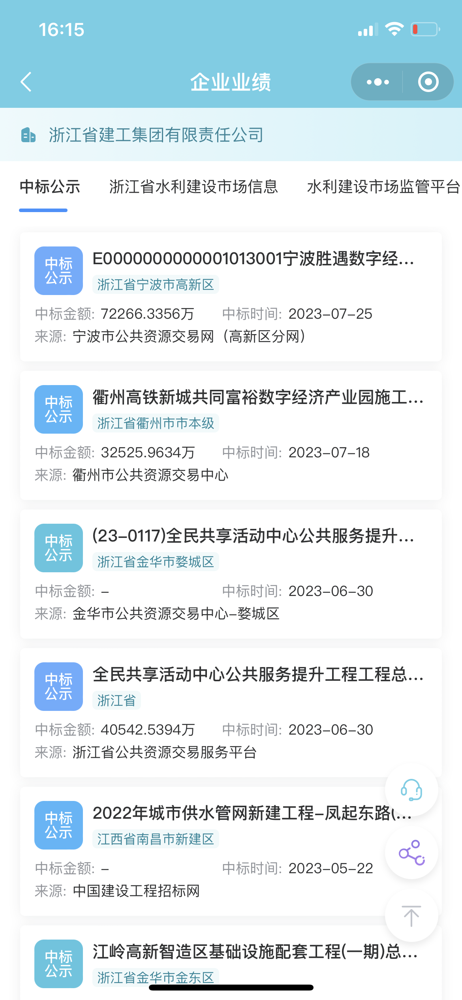 16:15
企业业绩
浙江省建工集团有限责任公司
中标公示 浙江省水利建设市场信息 水利建设市场监管平台
中标
公示
E0000000000001013001宁波胜遇数字经...
浙江省宁波市高新区
中标金额: 72266.3356万 中标时间: 2023-07-25
来源: 宁波市公共资源交易网（高新区分网）
中标
公示
衢州高铁新城共同富裕数字经济产业园施工...
浙江省衢州市市本级
中标金额: 32525.9634万 中标时间: 2023-07-18
来源: 衢州市公共资源交易中心
中标
公示
(23-0117)全民共享活动中心公共服务提升...
浙江省金华市婺城区
中标金额: - 中标时间: 2023-06-30
来源: 金华市公共资源交易中心-婺城区
中标
公示
全民共享活动中心公共服务提升工程工程总...
浙江省
中标金额: 40542.5394万 中标时间: 2023-06-30
来源: 浙江省公共资源交易服务平台
中标
公示
2022年城市供水管网新建工程-凤起东路(...
江西省南昌市新建区
中标金额: - 中标时间: 2023-05-22
来源: 中国建设工程招标网
中标
公示
江岭高新智造区基础设施配套工程(一期)总...
浙江省金华市金东区